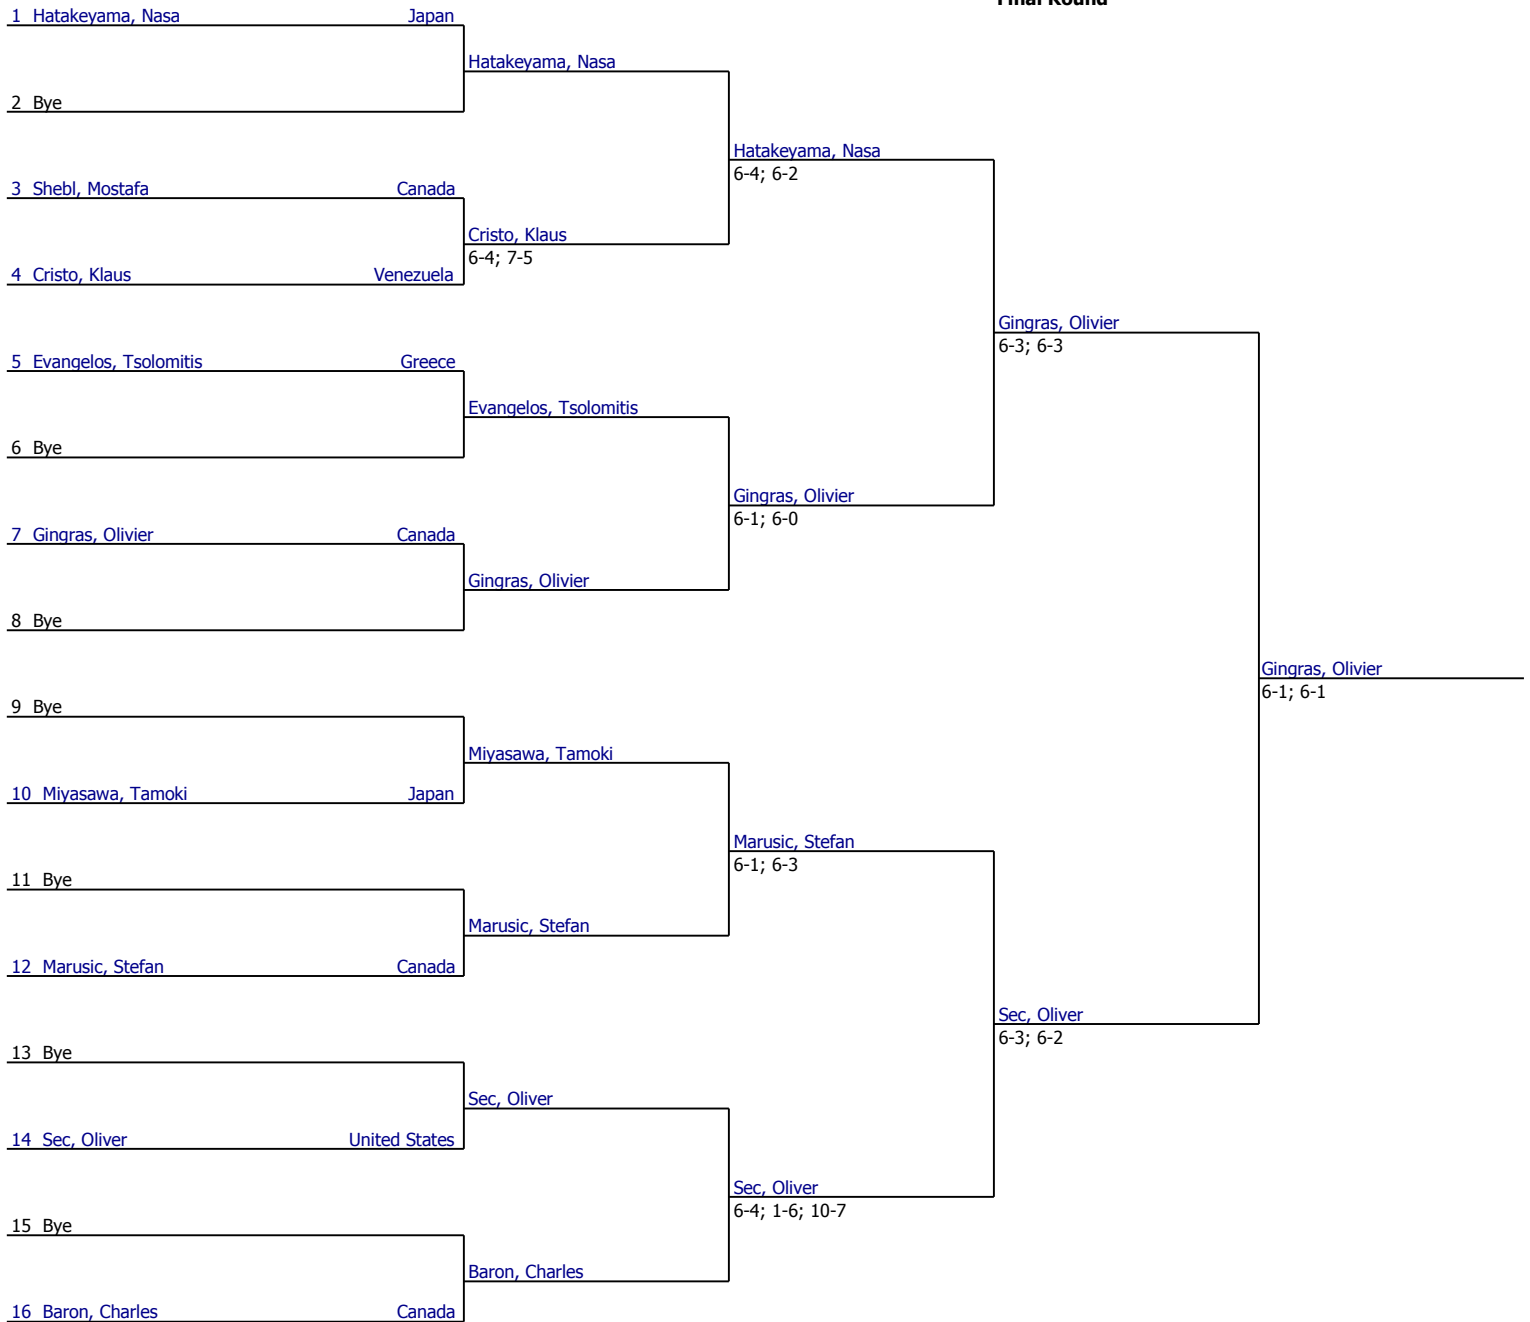 Final Round
1 Hatakeyama, Nasa Japan
Hatakeyama, Nasa
2 Bye
Hatakeyama, Nasa
6-4; 6-2
3 Shebl, Mostafa Canada
Cristo, Klaus
6-4; 7-5
4 Cristo, Klaus Venezuela
Gingras, Olivier
6-3; 6-3
5 Evangelos, Tsolomitis Greece
Evangelos, Tsolomitis
6 Bye
Gingras, Olivier
6-1; 6-0
7 Gingras, Olivier Canada
Gingras, Olivier
8 Bye
Gingras, Olivier
6-1; 6-1
9 Bye
Miyasawa, Tamoki
10 Miyasawa, Tamoki Japan
Marusic, Stefan
6-1; 6-3
11 Bye
Marusic, Stefan
12 Marusic, Stefan Canada
Sec, Oliver
6-3; 6-2
13 Bye
Sec, Oliver
14 Sec, Oliver United States
Sec, Oliver
6-4; 1-6; 10-7
15 Bye
Baron, Charles
16 Baron, Charles Canada